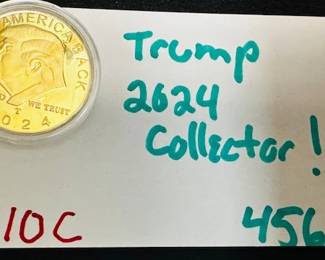 AMERICA BACK
WE TRUST
2024
Trump
2024
Collector!
10C
456